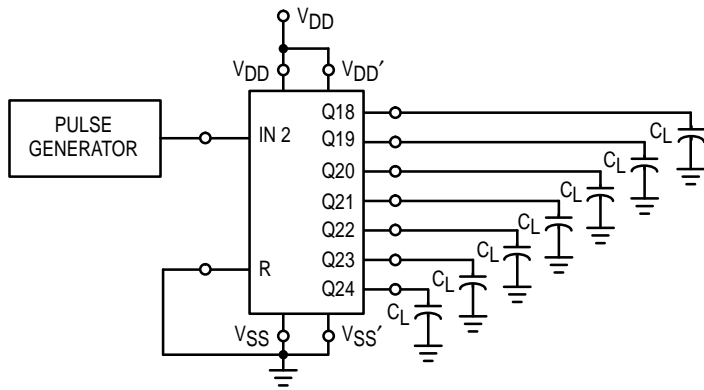 VDD
VDD VDD′
PULSE
GENERATOR
IN 2
R
Q18
Q19
Q20
Q21
Q22
Q23
Q24
CL
CL
CL
CL
CL
CL
CL
VSS VSS′